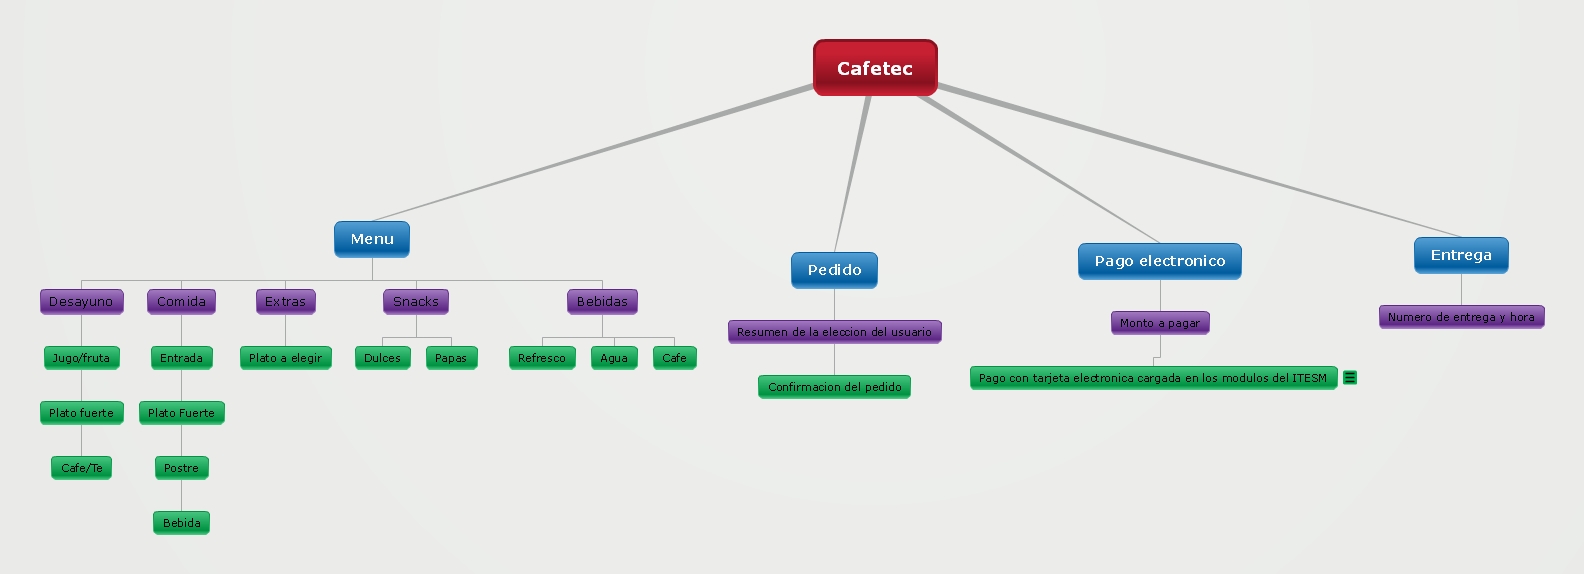 Cafetec
Menu
Pedido
Pago electronico
Entrega
Desayuno
Comida
Extras
Snacks
Bebidas
Resumen de la eleccion del usuario
Monto a pagar
Numero de entrega y hora
Jugo/fruta
Entrada
Plato a elegir
Dulces
Papas
Refresco
Agua
Cafe
Confirmacion del pedido
Pago con tarjeta electronica cargada en los modulos del ITESM
Plato fuerte
Plato Fuerte
Cafe/Te
Postre
Bebida